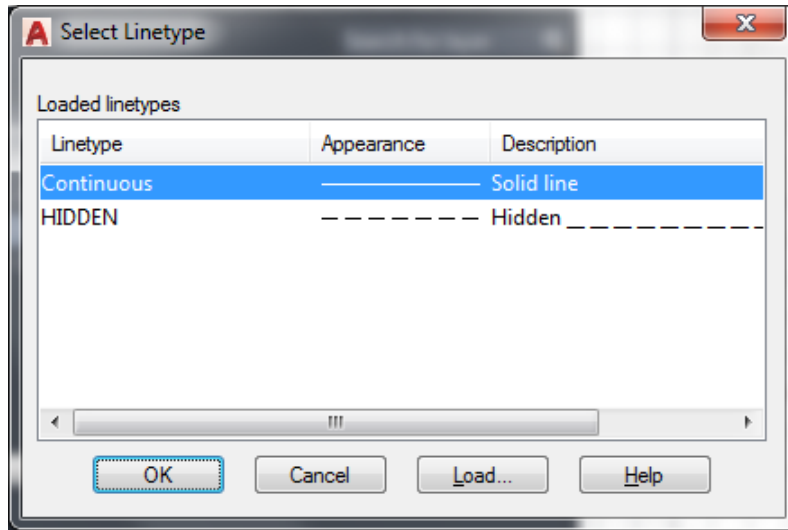 Select Linetype
Loaded linetypes
Linetype Appearance Description
Continuous Solid line
HIDDEN Hidden _ _ _ _ _ _ _ _ _ _
OK Cancel Load... Help